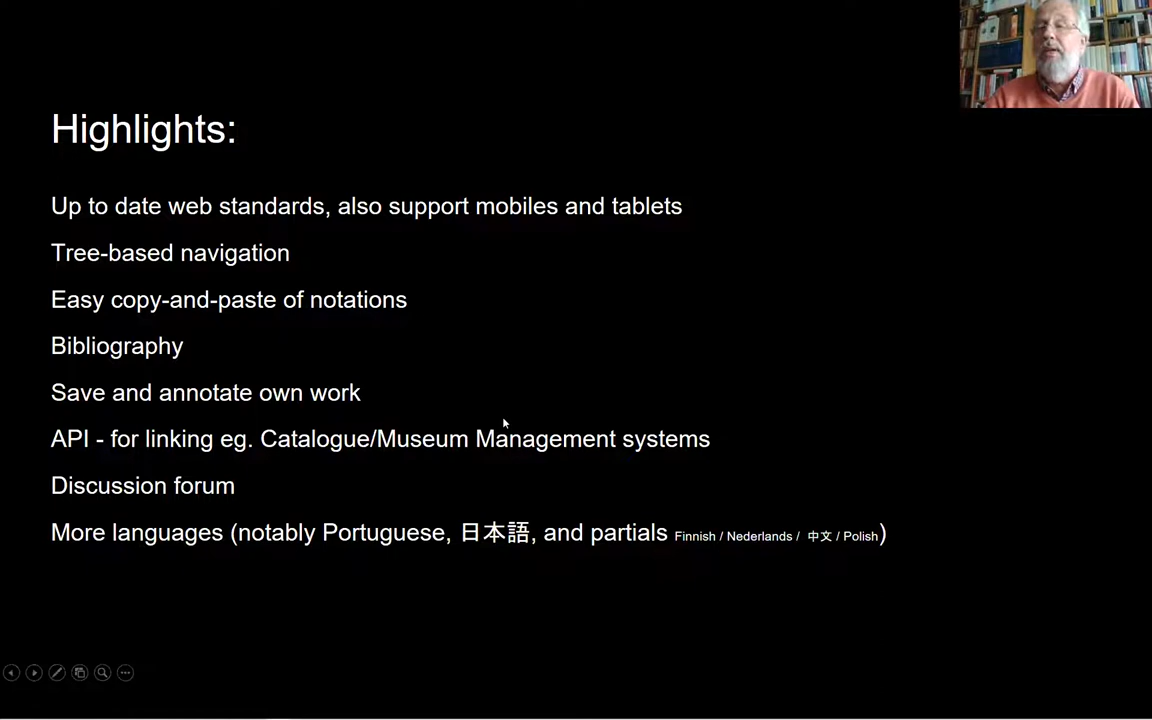 Highlights:
Up to date web standards, also support mobiles and tablets
Tree-based navigation
Easy copy-and-paste of notations
Bibliography
Save and annotate own work
API - for linking eg. Catalogue/Museum Management systems
Discussion forum
More languages (notably Portuguese, 日本語, and partials Finnish / Nederlands / 中文 / Polish)